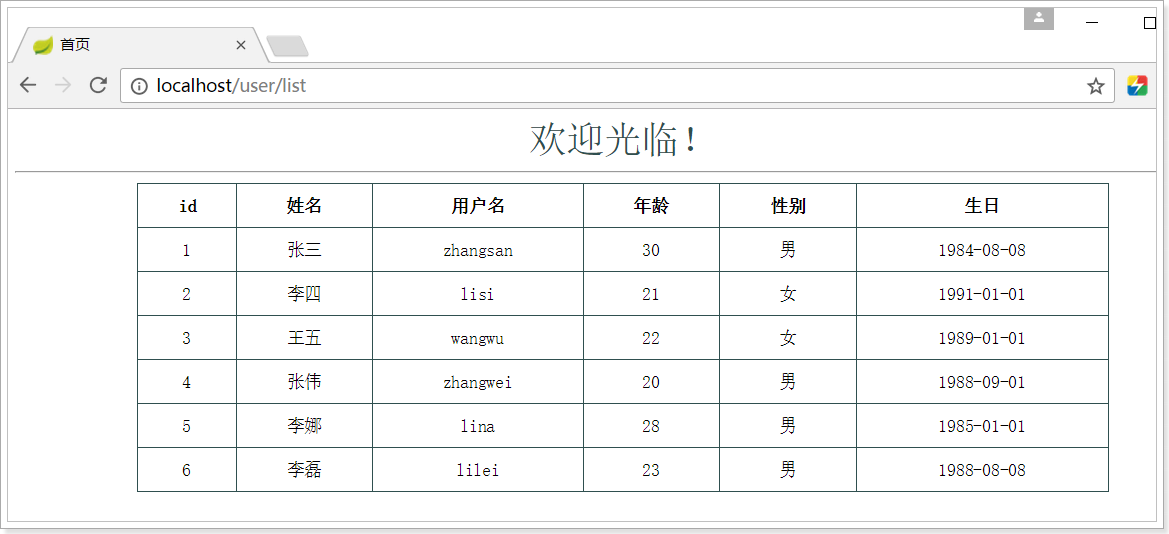 首页
localhost/user/list
欢迎光临！
id 姓名 用户名 年龄 性别 生日
1 张三 zhangsan 30 男 1984-08-08
2 李四 lisi 21 女 1991-01-01
3 王五 wangwu 22 女 1989-01-01
4 张伟 zhangwei 20 男 1988-09-01
5 李娜 lina 28 男 1985-01-01
6 李磊 lilei 23 男 1988-08-08